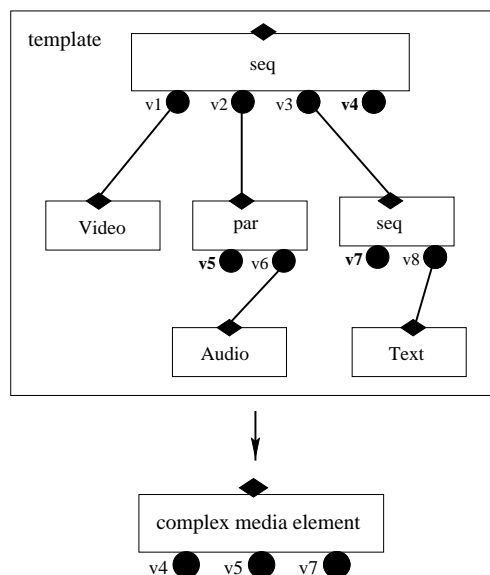 template
seq
v1 v2 v3 v4
Video
par
seq
v5 v6 v7 v8
Audio
Text
complex media element
v4 v5 v7